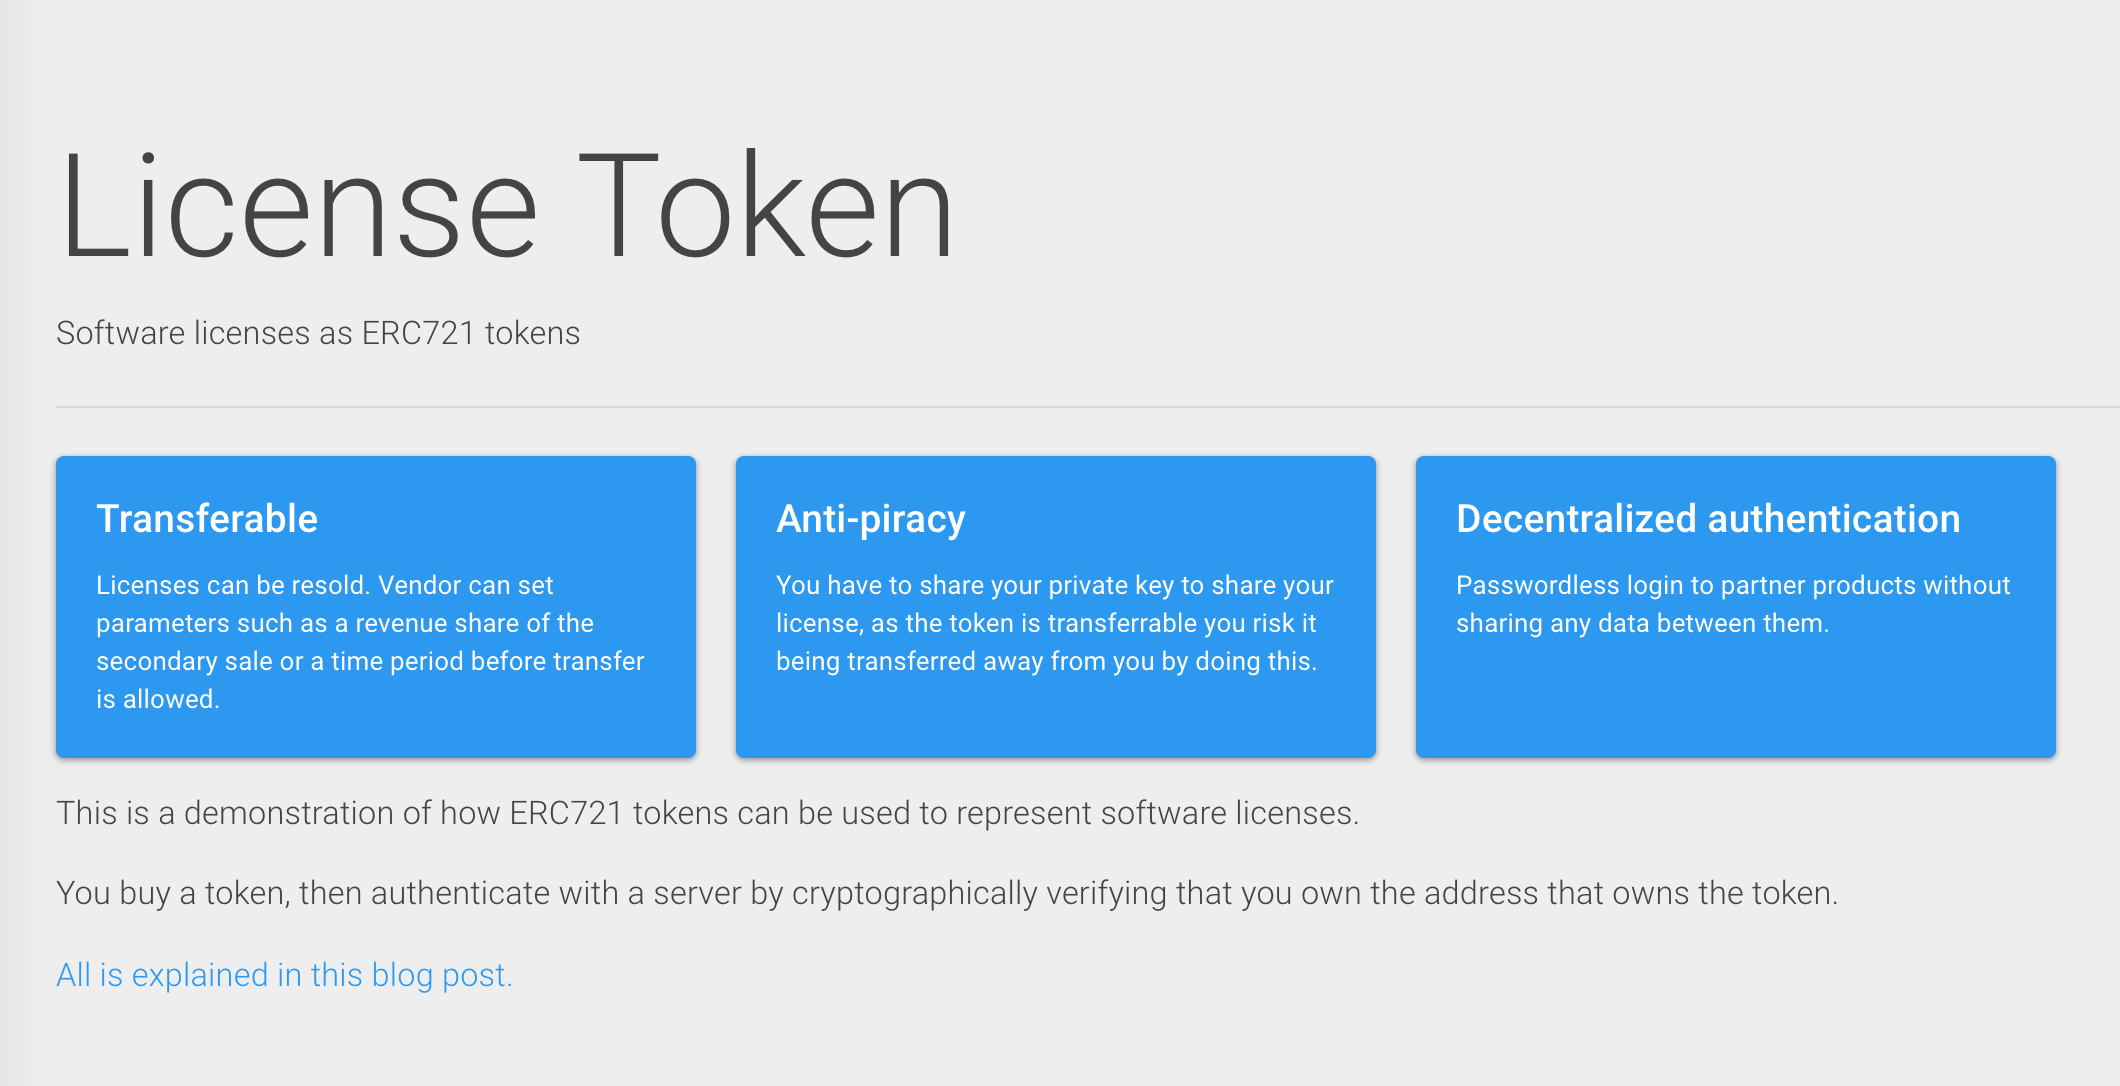 License Token
Software licenses as ERC721 tokens
Transferable
Licenses can be resold. Vendor can set
parameters such as a revenue share of the
secondary sale or a time period before transfer
is allowed.
Anti-piracy
You have to share your private key to share your
license, as the token is transferrable you risk it
being transferred away from you by doing this.
Decentralized authentication
Passwordless login to partner products without
sharing any data between them.
This is a demonstration of how ERC721 tokens can be used to represent software licenses.
You buy a token, then authenticate with a server by cryptographically verifying that you own the address that owns the token.
All is explained in this blog post.